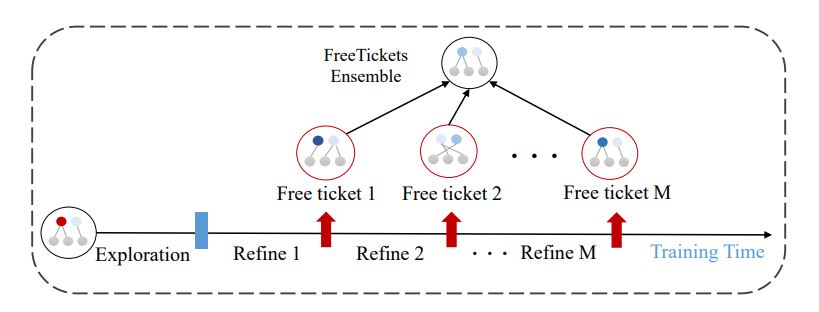 FreeTickets
Ensemble
Free ticket 1
Free ticket 2
. . .
Free ticket M
Exploration
Refine 1
Refine 2
. . .
Refine M
Training Time